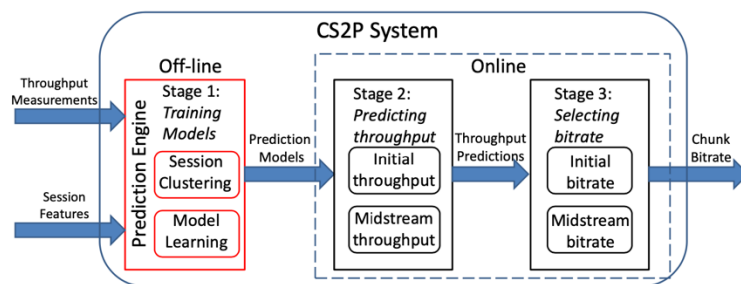 CS2P System
Off-line
Online
Throughput
Measurements
Session
Features
Prediction Engine
Stage 1:
Training
Models
Session
Clustering
Model
Learning
Prediction
Models
Stage 2:
Predicting
throughput
Initial
throughput
Midstream
throughput
Throughput
Predictions
Stage 3:
Selecting
bitrate
Initial
bitrate
Midstream
bitrate
Chunk
Bitrate